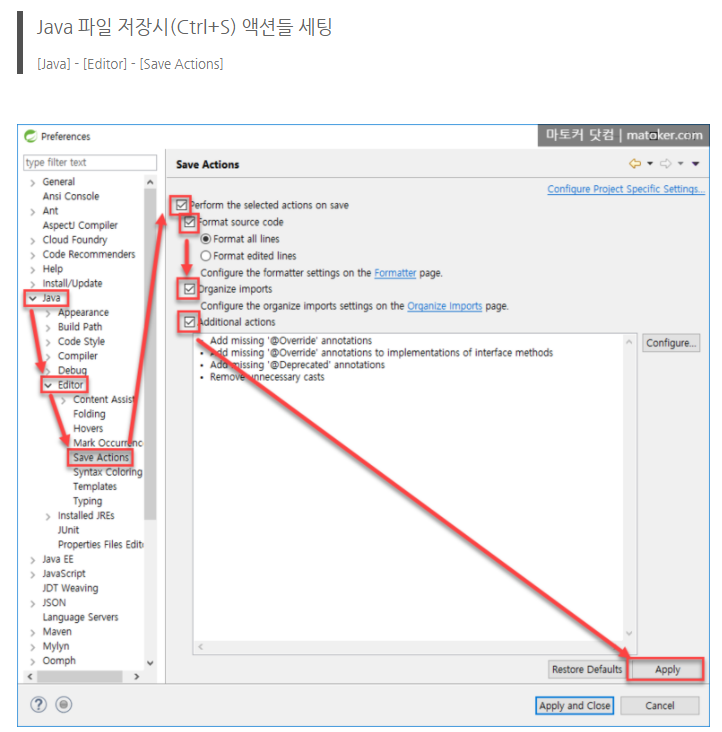 Java 파일 저장시(Ctrl+S) 액션들 세팅
[Java] - [Editor] - [Save Actions]
Preferences
마토커 닷컴 | matoker.com
type filter text
General
Ansi Console
Ant
AspectJ Compiler
Cloud Foundry
Code Recommenders
Help
Install/Update
Java
Appearance
Build Path
Code Style
Compiler
Debug
Editor
Content Assist
Folding
Hovers
Mark Occurrenc
Save Actions
Syntax Coloring
Templates
Typing
Installed JREs
JUnit
Properties Files Edit
Java EE
JavaScript
JDT Weaving
JSON
Language Servers
Maven
Mylyn
Oomph
Save Actions
Configure Project Specific Settings...
Perform the selected actions on save
Format source code
Format all lines
Format edited lines
Configure the formatter settings on the Formatter page.
Organize imports
Configure the organize imports settings on the Organize Imports page.
Additional actions
Add missing '@Override' annotations
Add missing '@Override' annotations to implementations of interface methods
Add missing '@Deprecated' annotations
Remove unnecessary casts
Configure...
Restore Defaults
Apply
Apply and Close
Cancel